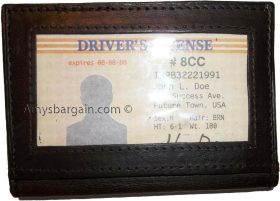 DRIVER'S LICENSE
expires 08-08-08
# 8CC
I 9832221991
John L. Doe
Success Ave.
Future Town, USA
Sex:M Hair: BRN
HT: 6-1 Wt. 180
Amysbargain.com